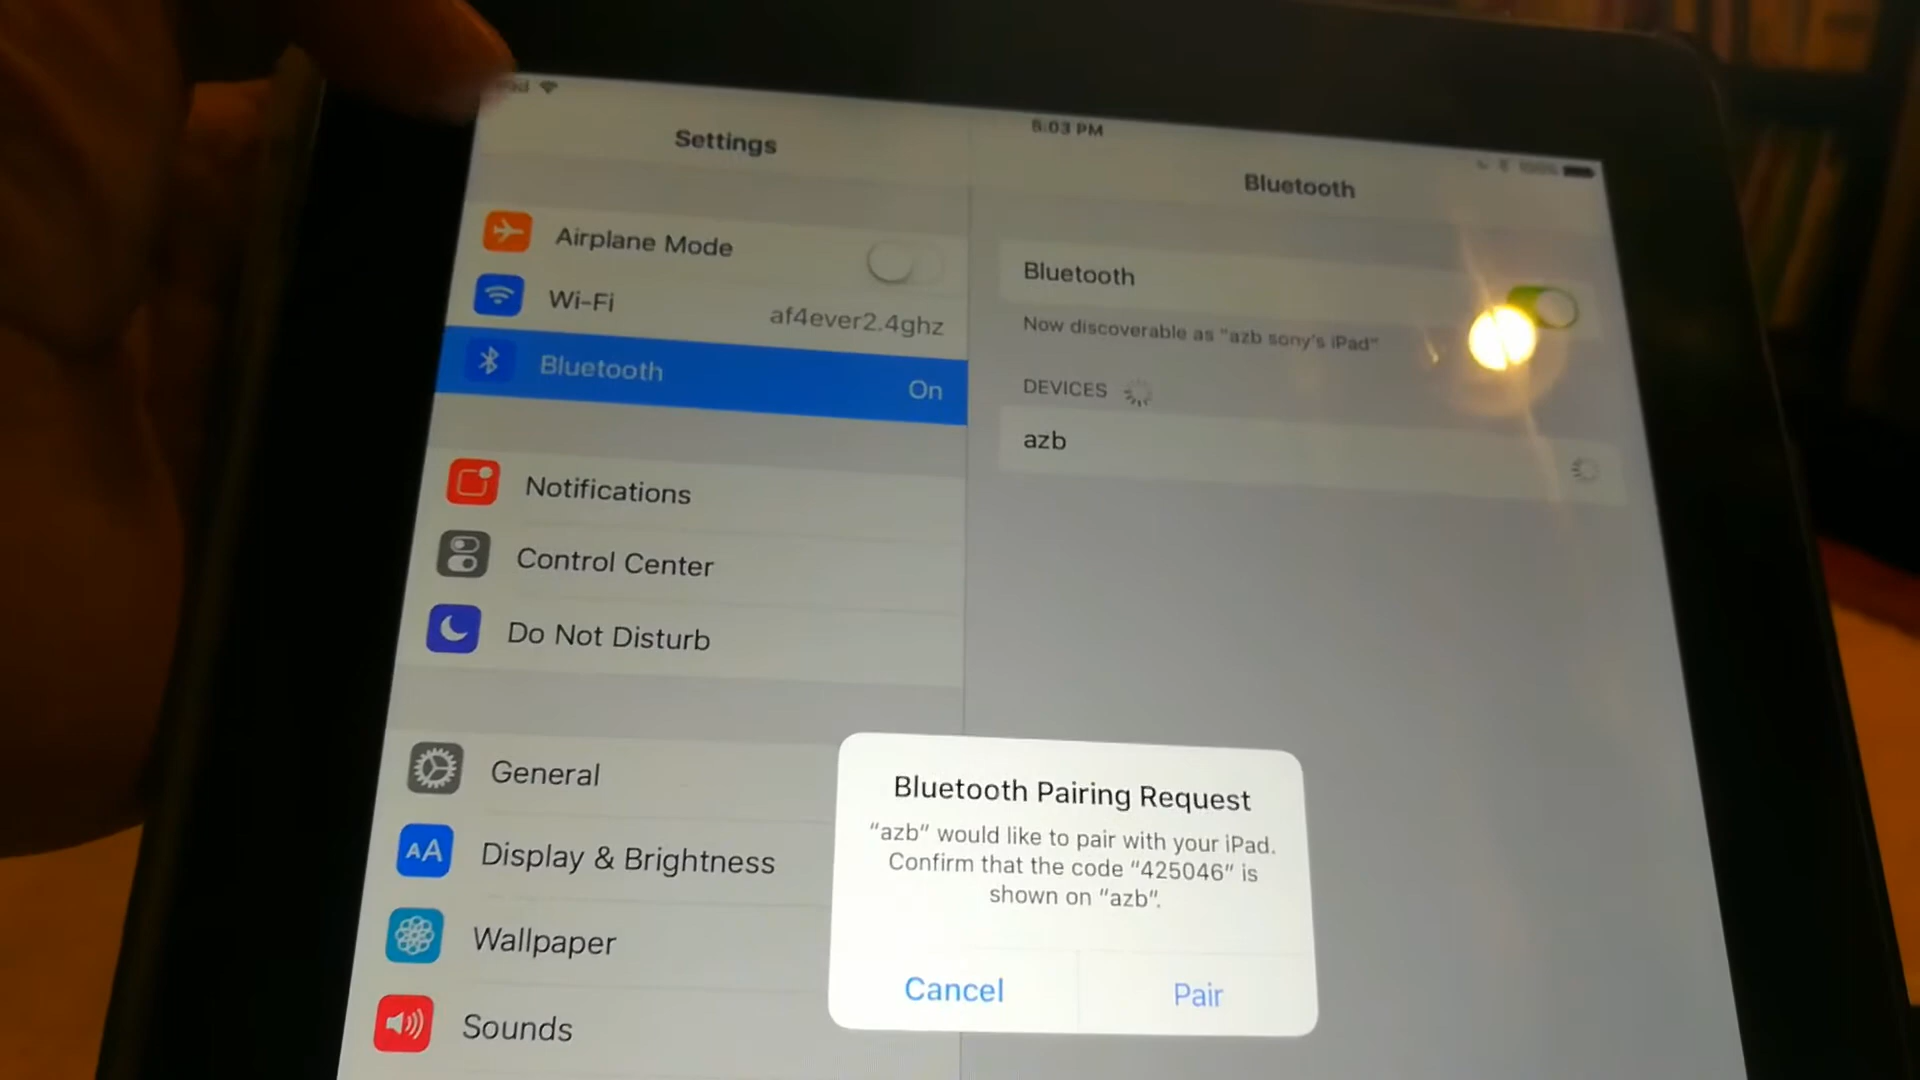 Settings
Airplane Mode
Wi-Fi
af4ever2.4ghz
Bluetooth
On
Notifications
Control Center
Do Not Disturb
General
Display & Brightness
AA
Wallpaper
Sounds
PM
Bluetooth
Bluetooth
Now discoverable as "azb sony's iPad"
DEVICES
azb
Bluetooth Pairing Request
"azb" would like to pair with your iPad.
Confirm that the code "425046" is
shown on "azb".
Cancel
Pair